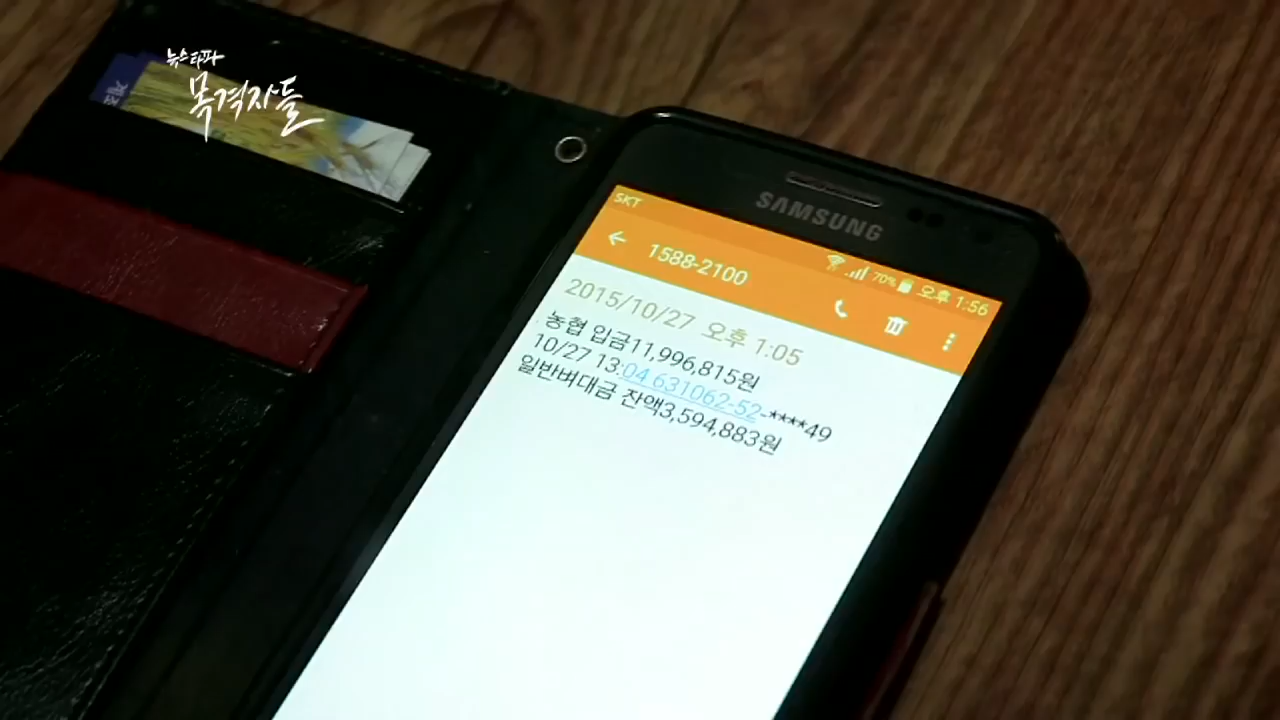 뉴스타파
목격자들
SAMSUNG
SKT
70% 오후 1:56
1588-2100
2015/10/27 오후 1:05
농협 입금11,996,815원
10/27 13:04 631062-52-****49
일반벼대금 잔액3,594,883원